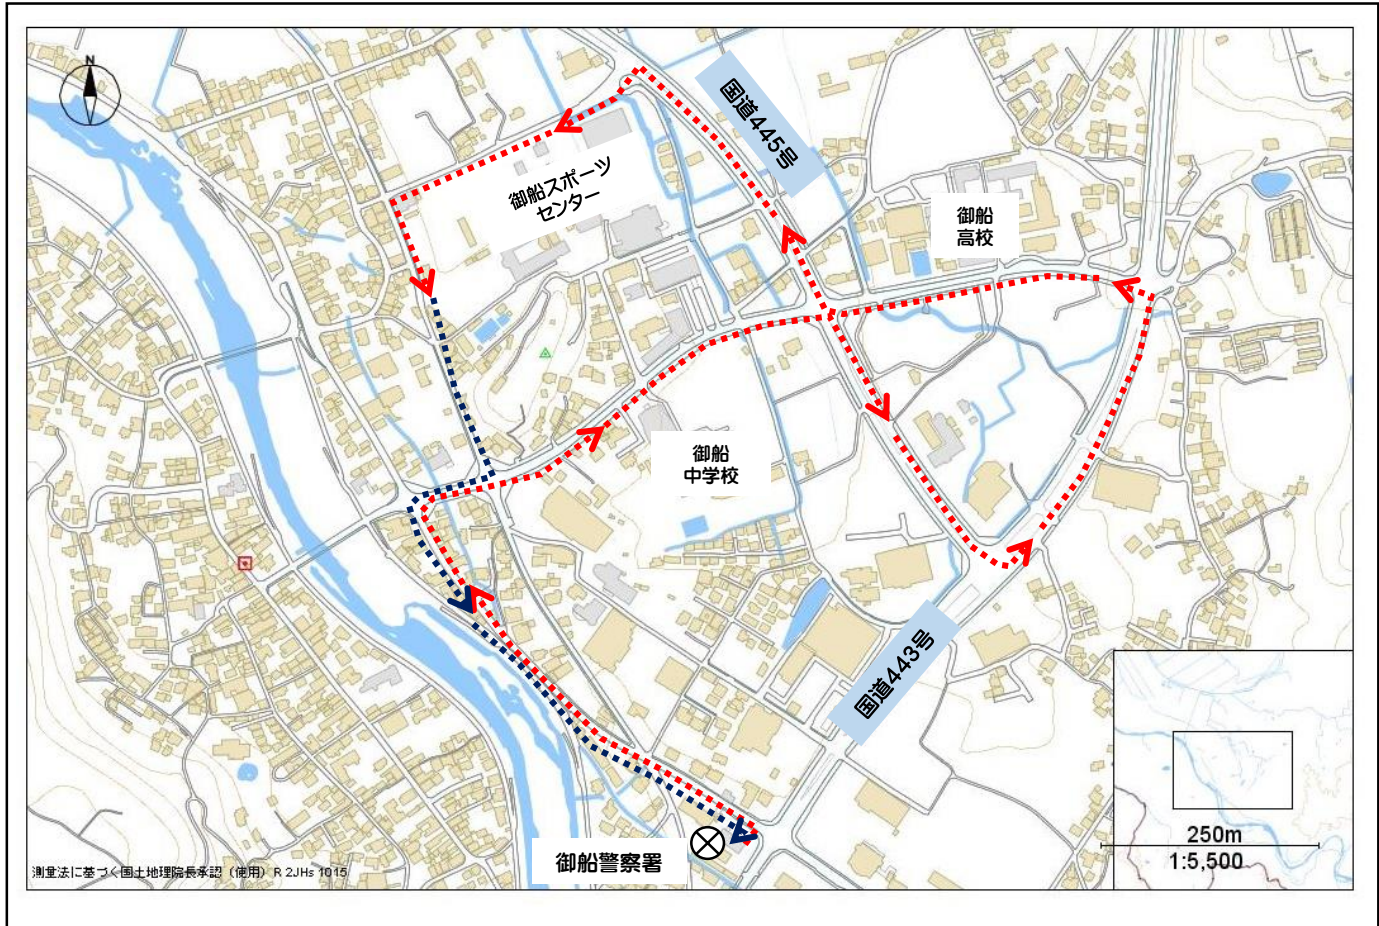 N
国道445号
御船スポーツ
センター
御船
高校
御船
中学校
国道443号
御船警察署
250m
1:5,500
測量法に基づく国土地理院長承認（使用）R 2JHs 1015